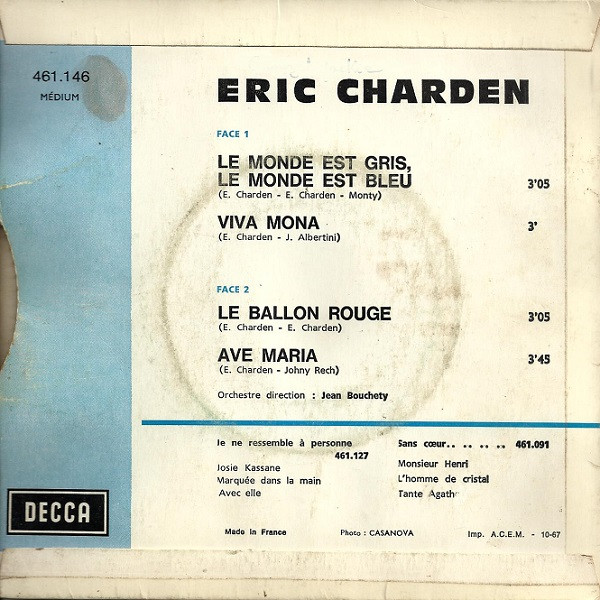 461.146
MÉDIUM
ERIC CHARDEN
FACE 1
LE MONDE EST GRIS,
LE MONDE EST BLEU 3'05
(E. Charden - E. Charden - Monty)
VIVA MONA 3'
(E. Charden - J. Albertini)
FACE 2
LE BALLON ROUGE 3'05
(E. Charden - E. Charden)
AVE MARIA 3'45
(E. Charden - Johny Rech)
Orchestre direction : Jean Bouchety
Je ne ressemble à personne
461.127
Josie Kassane
Marquée dans la main
Avec elle
Sans cœur.. .. .. .. 461.091
Monsieur Henri
L'homme de cristal
Tante Agath
DECCA
Made in France
Photo : CASANOVA
Imp. A.C.E.M. - 10-67